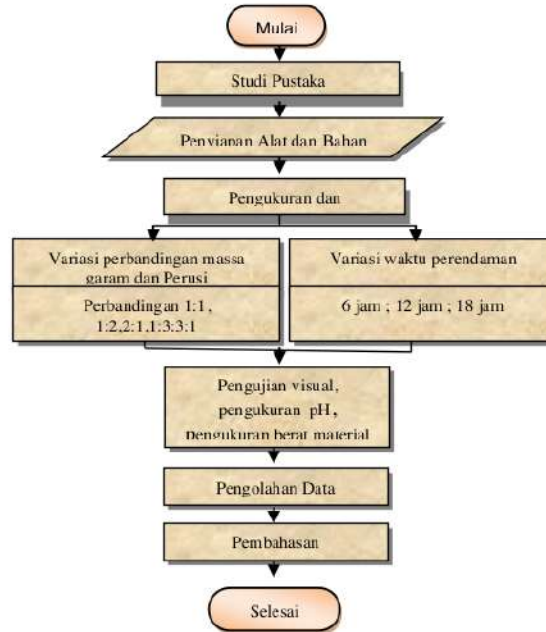 Mulai
Studi Pustaka
Penyiapan Alat dan Bahan
Pengukuran dan
Variasi perbandingan massa
garam dan Perusi
Perbandingan 1:1 ,
1:2,2:1,1:3:3:1
Variasi waktu perendaman
6 jam ; 12 jam ; 18 jam
Pengujian visual,
pengukuran pH ,
pengukuran berat material
Pengolahan Data
Pembahasan
Selesai